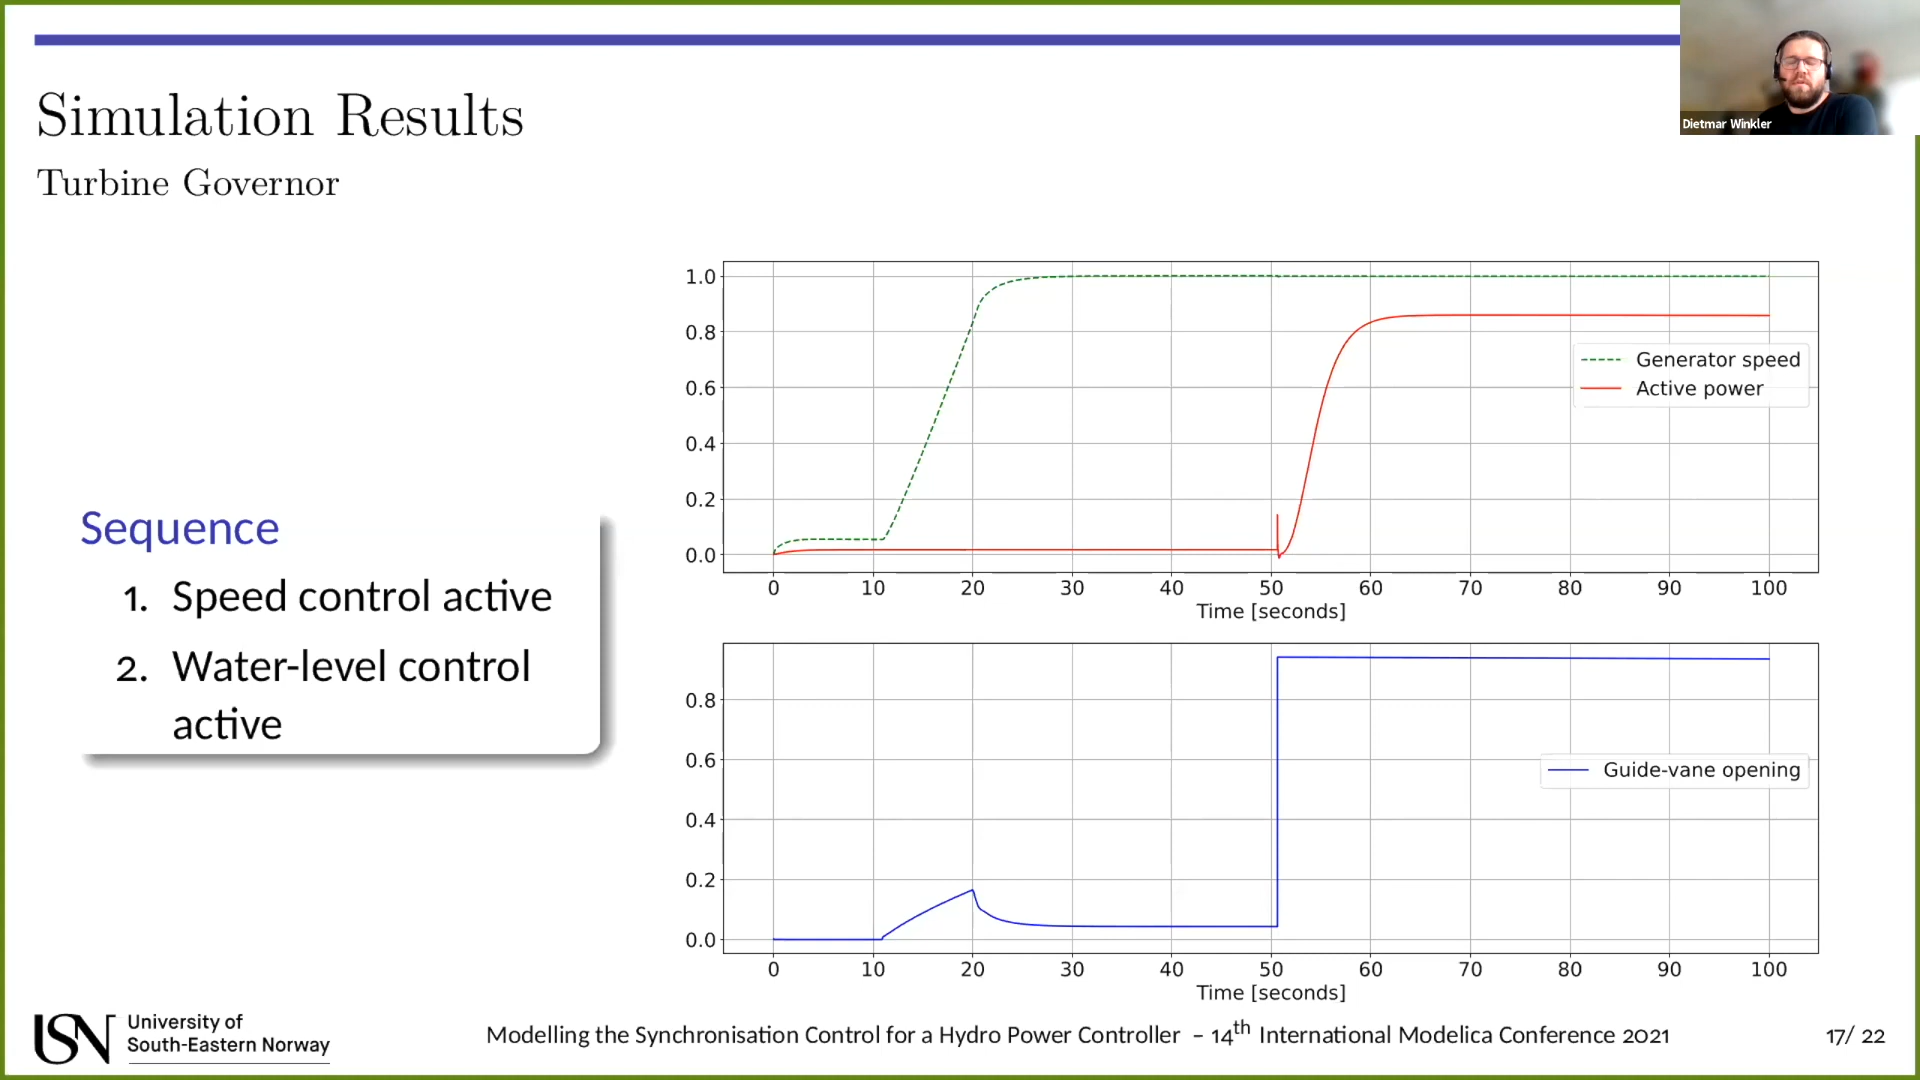 Dietmar Winkler
Simulation Results
Turbine Governor
Sequence
1. Speed control active
2. Water-level control
active
1.0
0.8
0.6
0.4
0.2
0.0
Generator speed
Active power
0 10 20 30 40 50 60 70 80 90 100
Time [seconds]
0.8
0.6
0.4
0.2
0.0
Guide-vane opening
0 10 20 30 40 50 60 70 80 90 100
Time [seconds]
USN
University of
South-Eastern Norway
Modelling the Synchronisation Control for a Hydro Power Controller – 14th International Modelica Conference 2021
17/ 22